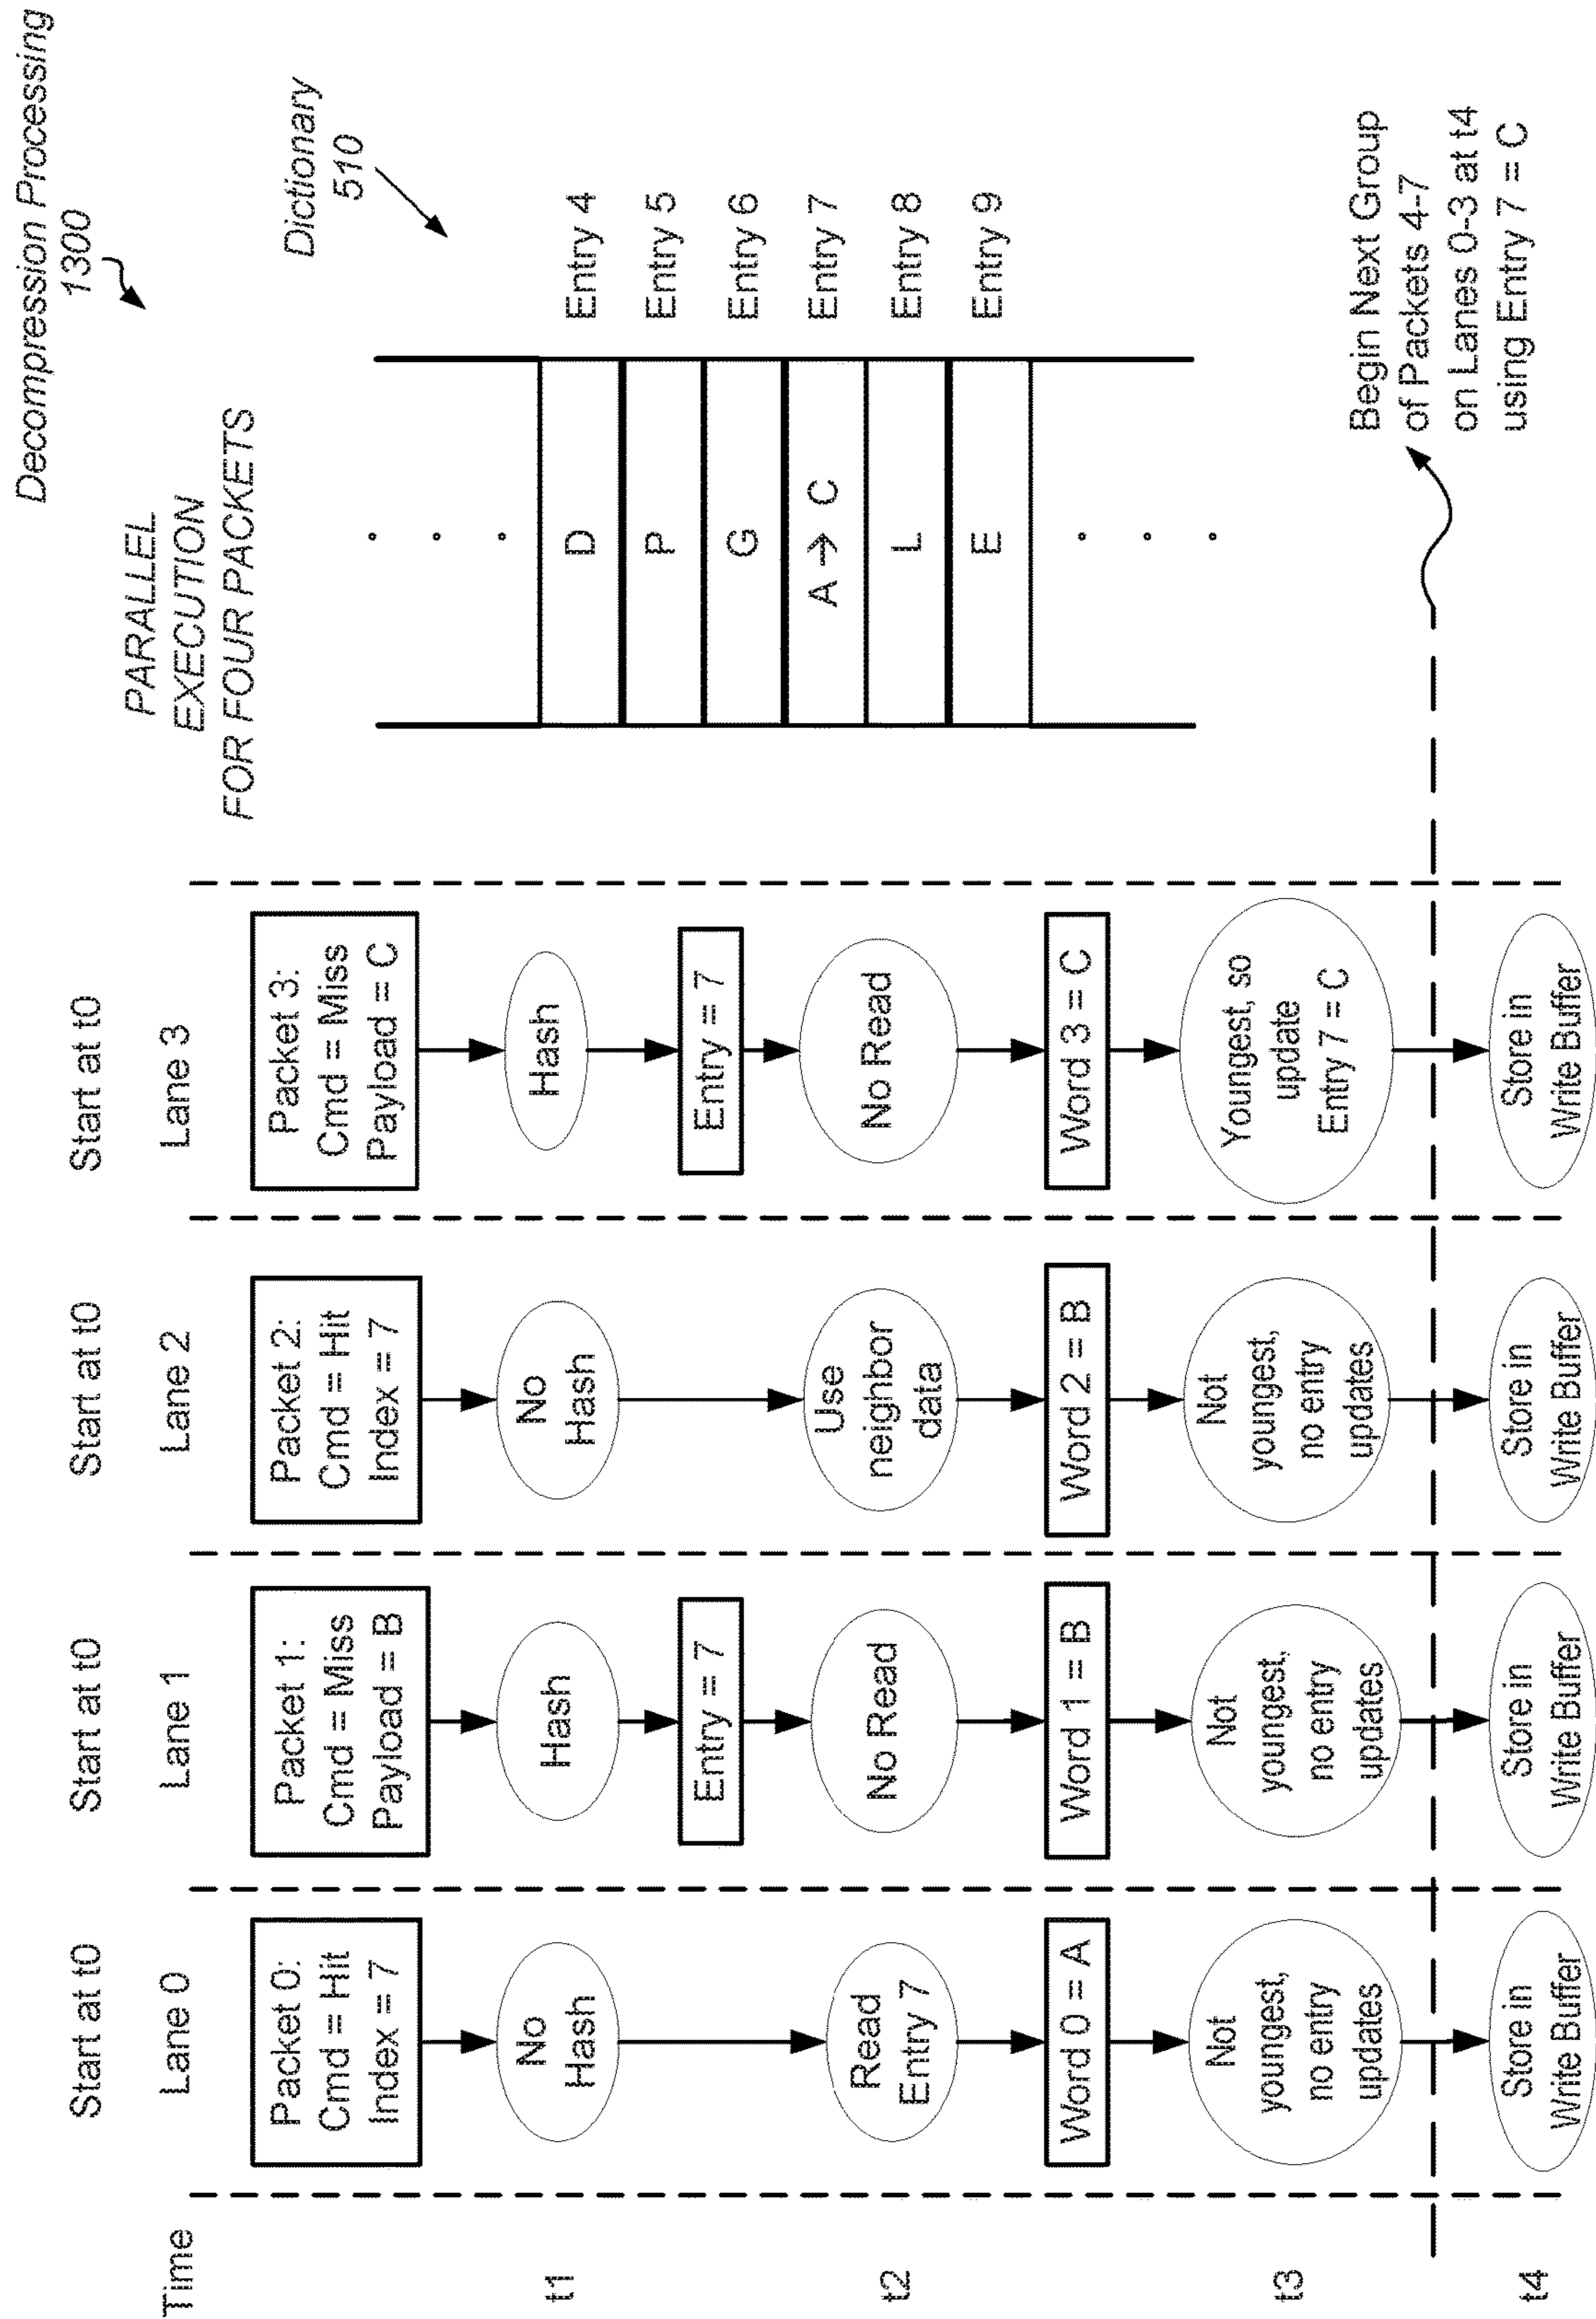 Decompression Processing
1300
PARALLEL
EXECUTION
FOR FOUR PACKETS
Dictionary
510
D
P
G
A → C
L
E
Entry 4
Entry 5
Entry 6
Entry 7
Entry 8
Entry 9
Begin Next Group
of Packets 4-7
on Lanes 0-3 at t4
using Entry 7 = C
Time
t1
t2
t3
t4
Start at t0
Lane 0
Packet 0:
Cmd = Hit
Index = 7
No
Hash
Read
Entry 7
Word 0 = A
Not
youngest,
no entry
updates
Store in
Write Buffer
Start at t0
Lane 1
Packet 1:
Cmd = Miss
Payload = B
Hash
Entry = 7
No Read
Word 1 = B
Not
youngest,
no entry
updates
Store in
Write Buffer
Start at t0
Lane 2
Packet 2:
Cmd = Hit
Index = 7
No
Hash
Use
neighbor
data
Word 2 = B
Not
youngest,
no entry
updates
Store in
Write Buffer
Start at t0
Lane 3
Packet 3:
Cmd = Miss
Payload = C
Hash
Entry = 7
No Read
Word 3 = C
Youngest, so
update
Entry 7 = C
Store in
Write Buffer